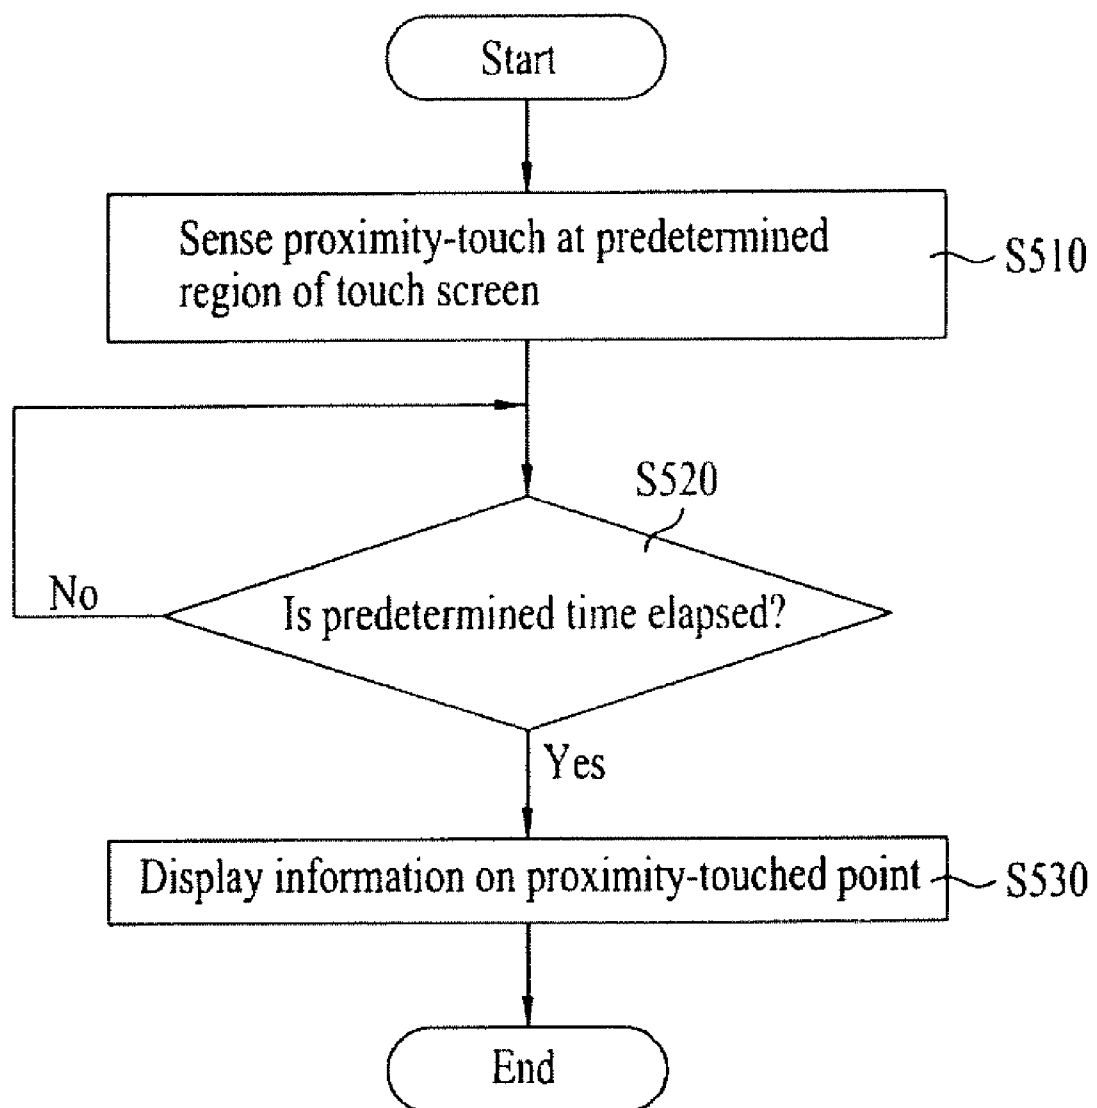 Start
Sense proximity-touch at predetermined
region of touch screen
S510
S520
No
Is predetermined time elapsed?
Yes
Display information on proximity-touched point
S530
End